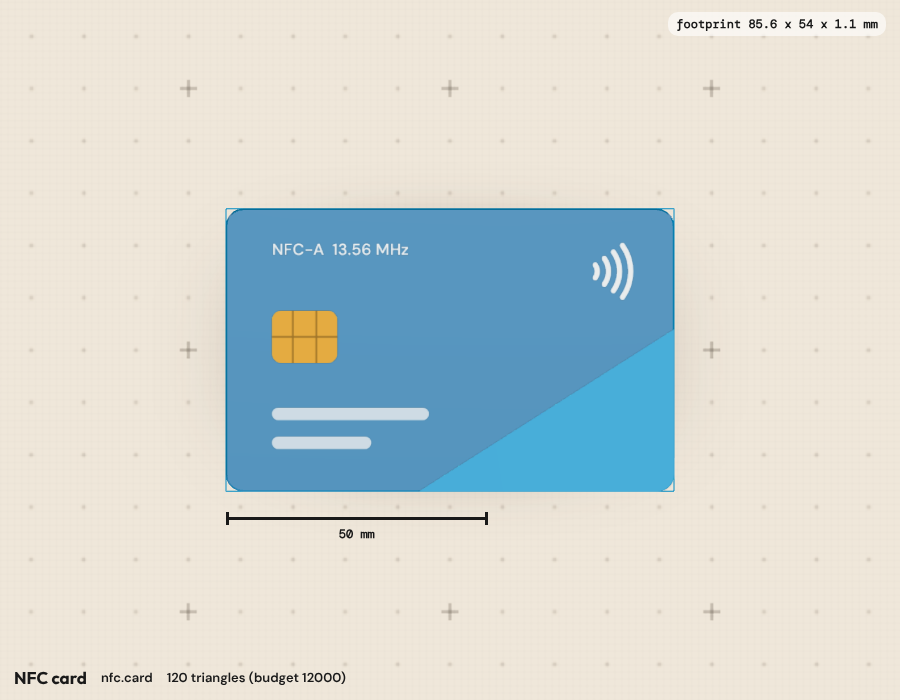 footprint 85.6 x 54 x 1.1 mm
NFC-A 13.56 MHz
50 mm
NFC card nfc.card 120 triangles (budget 12000)